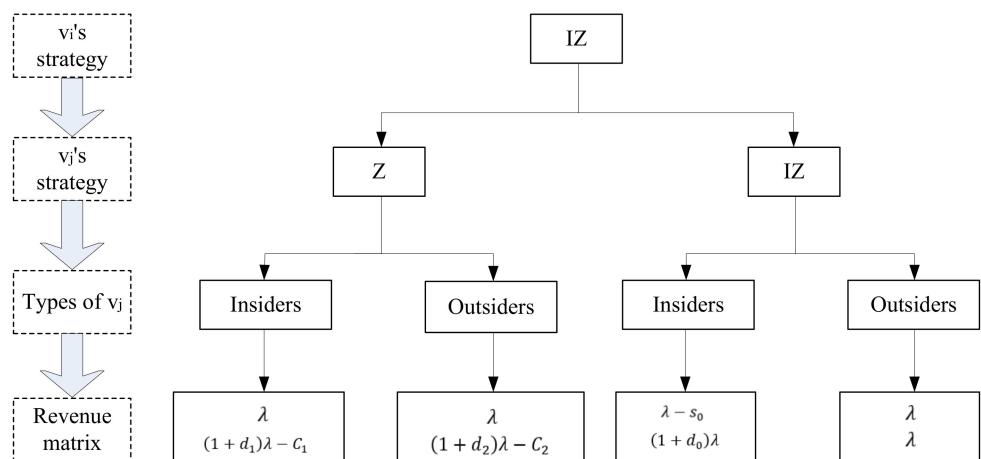 vi's
strategy
IZ
vj's
strategy
Z
IZ
Types of vj
Insiders
Outsiders
Insiders
Outsiders
Revenue
matrix
λ
(1 + d₁)λ − C₁
λ
(1 + d₂)λ − C₂
λ − s₀
(1 + d₀)λ
λ
λ